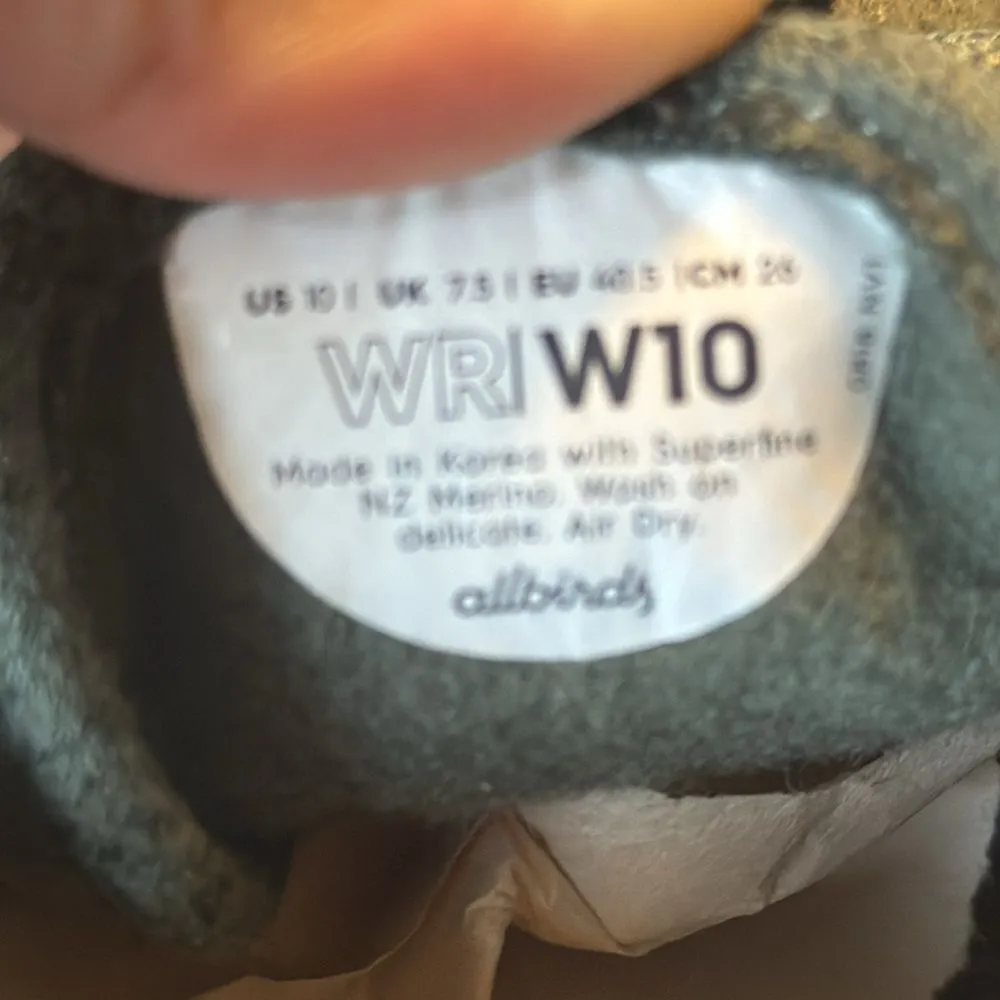 US 10 | UK 7.5 | EU 40.5 | CM 26
WR| W10
Made in Korea with Superfine
NZ Merino. Wash on
delicate. Air Dry.
allbirds